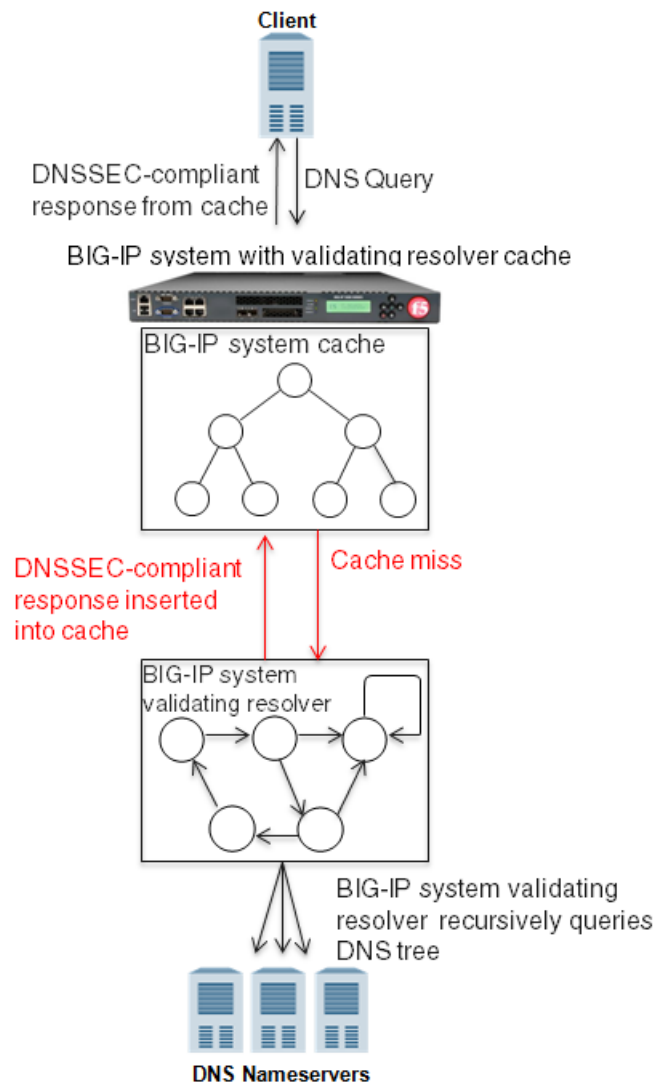 Client
DNSSEC-compliant
response from cache
DNS Query
BIG-IP system with validating resolver cache
f5
BIG-IP system cache
DNSSEC-compliant
response inserted
into cache
Cache miss
BIG-IP system
validating resolver
BIG-IP system validating
resolver recursively queries
DNS tree
DNS Nameservers